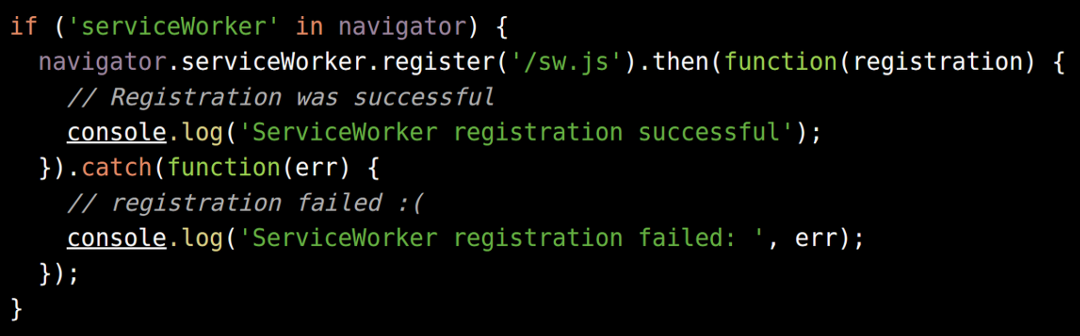 if ('serviceWorker' in navigator) {
  navigator.serviceWorker.register('/sw.js').then(function(registration) {
    // Registration was successful
    console.log('ServiceWorker registration successful');
  }).catch(function(err) {
    // registration failed :(
    console.log('ServiceWorker registration failed: ', err);
  });
}